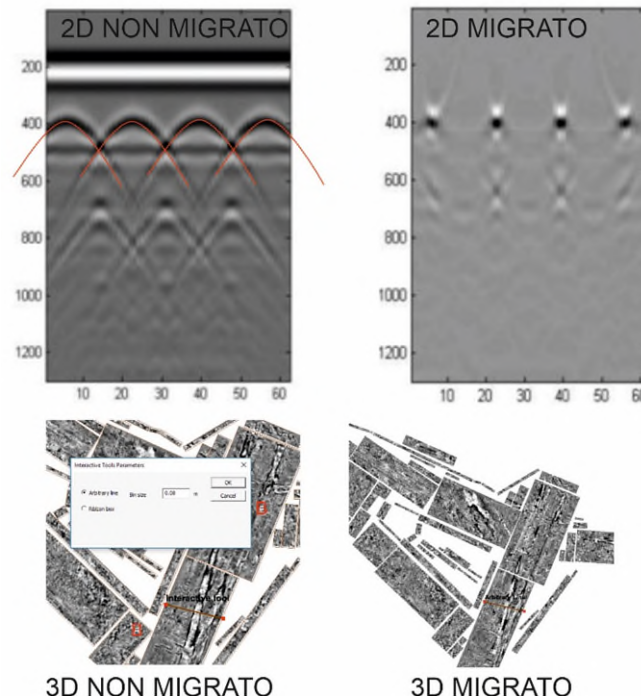 2D NON MIGRATO
2D MIGRATO
200
400
600
800
1000
1200
10 20 30 40 50 60
200
400
600
800
1000
1200
10 20 30 40 50 60
Interactive Tools Parameters
Arbitrary line
Bin size
0.08
m
OK
Cancel
Ribbon line
Interactive tool
3D NON MIGRATO
3D MIGRATO